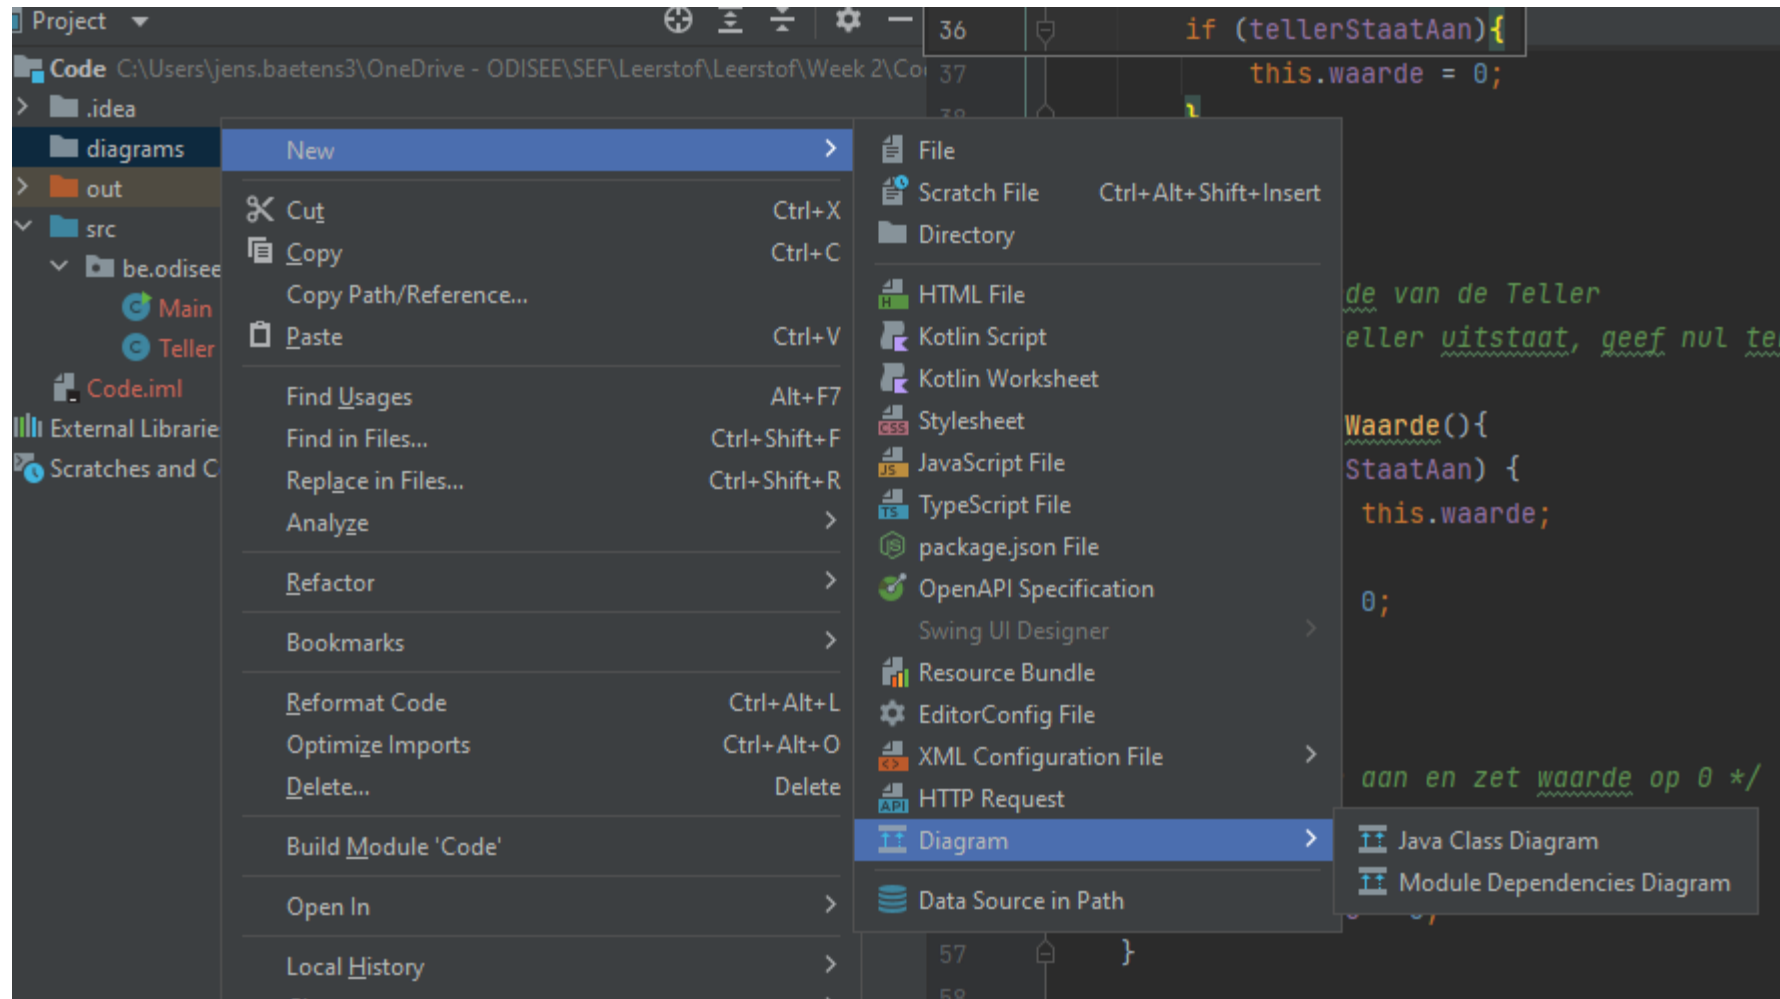 Project
Code C:\Users\jens.baetens3\OneDrive - ODISEE\SEF\Leerstof\Leerstof\Week 2\Co
.idea
diagrams
out
src
be.odisee
Main
Teller
Code.iml
External Librarie
Scratches and C
New
Cut Ctrl+X
Copy Ctrl+C
Copy Path/Reference...
Paste Ctrl+V
Find Usages Alt+F7
Find in Files... Ctrl+Shift+F
Replace in Files... Ctrl+Shift+R
Analyze
Refactor
Bookmarks
Reformat Code Ctrl+Alt+L
Optimize Imports Ctrl+Alt+O
Delete... Delete
Build Module 'Code'
Open In
Local History
File
Scratch File Ctrl+Alt+Shift+Insert
Directory
HTML File
Kotlin Script
Kotlin Worksheet
Stylesheet
JavaScript File
TypeScript File
package.json File
OpenAPI Specification
Swing UI Designer
Resource Bundle
EditorConfig File
XML Configuration File
HTTP Request
Diagram
Data Source in Path
Java Class Diagram
Module Dependencies Diagram
36 if (tellerStaatAan){
37 this.waarde = 0;
38 }
de van de Teller
eller uitstaat, geef nul te
Waarde(){
StaatAan) {
this.waarde;
0;
aan en zet waarde op 0 */
57 }
58